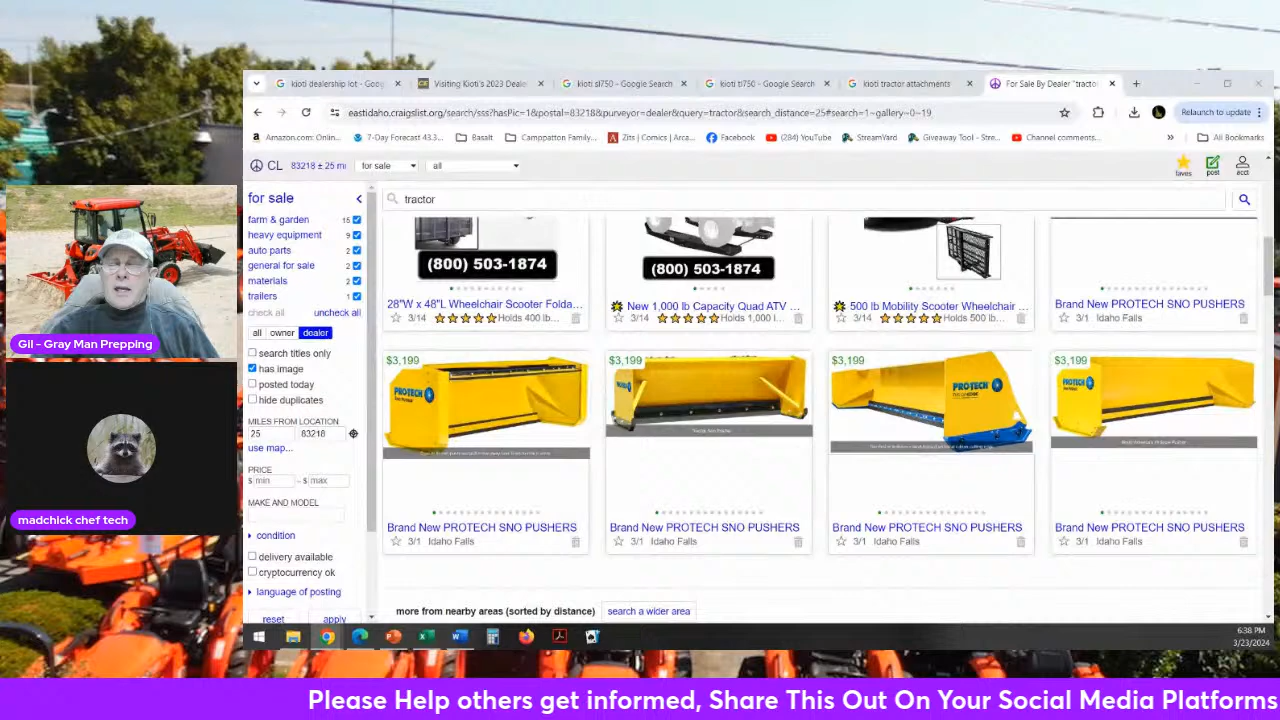 kioti dealership lot - Goog
Visiting Kioti's 2023 Deale
kioti sl750 - Google Search
kioti tl750 - Google Search
kioti tractor attachments
For Sale By Dealer "tracto
eastidaho.craigslist.org/search/sss?hasPic=1&postal=83218&purveyor=dealer&query=tractor&search_distance=25#search=1~gallery~0~19
Relaunch to update
Amazon.com: Onlin...
7-Day Forecast 43.3...
Basalt
Camppatton Family...
Zits | Comics | Arca...
Facebook
(284) YouTube
StreamYard
Giveaway Tool - Stre...
Channel comments...
All Bookmarks
CL 83218 ± 25 mi
for sale
all
faves
post
acct
for sale
tractor
farm & garden 15
heavy equipment 9
auto parts 2
general for sale 2
materials 2
trailers 1
check all uncheck all
all owner dealer
search titles only
has image
posted today
hide duplicates
MILES FROM LOCATION
25 83218
use map...
PRICE
$ min – $ max
MAKE AND MODEL
condition
delivery available
cryptocurrency ok
language of posting
reset apply
(800) 503-1874
(800) 503-1874
28"W x 48"L Wheelchair Scooter Folda...
3/14 Holds 400 lb...
New 1,000 lb Capacity Quad ATV ...
3/14 Holds 1,000 l...
500 lb Mobility Scooter Wheelchair ...
3/14 Holds 500 lb...
Brand New PROTECH SNO PUSHERS
3/1 Idaho Falls
$3,199
PROTECH
Brand New PROTECH SNO PUSHERS
3/1 Idaho Falls
$3,199
Brand New PROTECH SNO PUSHERS
3/1 Idaho Falls
$3,199
PROTECH
Brand New PROTECH SNO PUSHERS
3/1 Idaho Falls
$3,199
PROTECH
Brand New PROTECH SNO PUSHERS
3/1 Idaho Falls
more from nearby areas (sorted by distance)
search a wider area
6:38 PM
3/23/2024
Gil - Gray Man Prepping
madchick chef tech
Please Help others get informed, Share This Out On Your Social Media Platforms